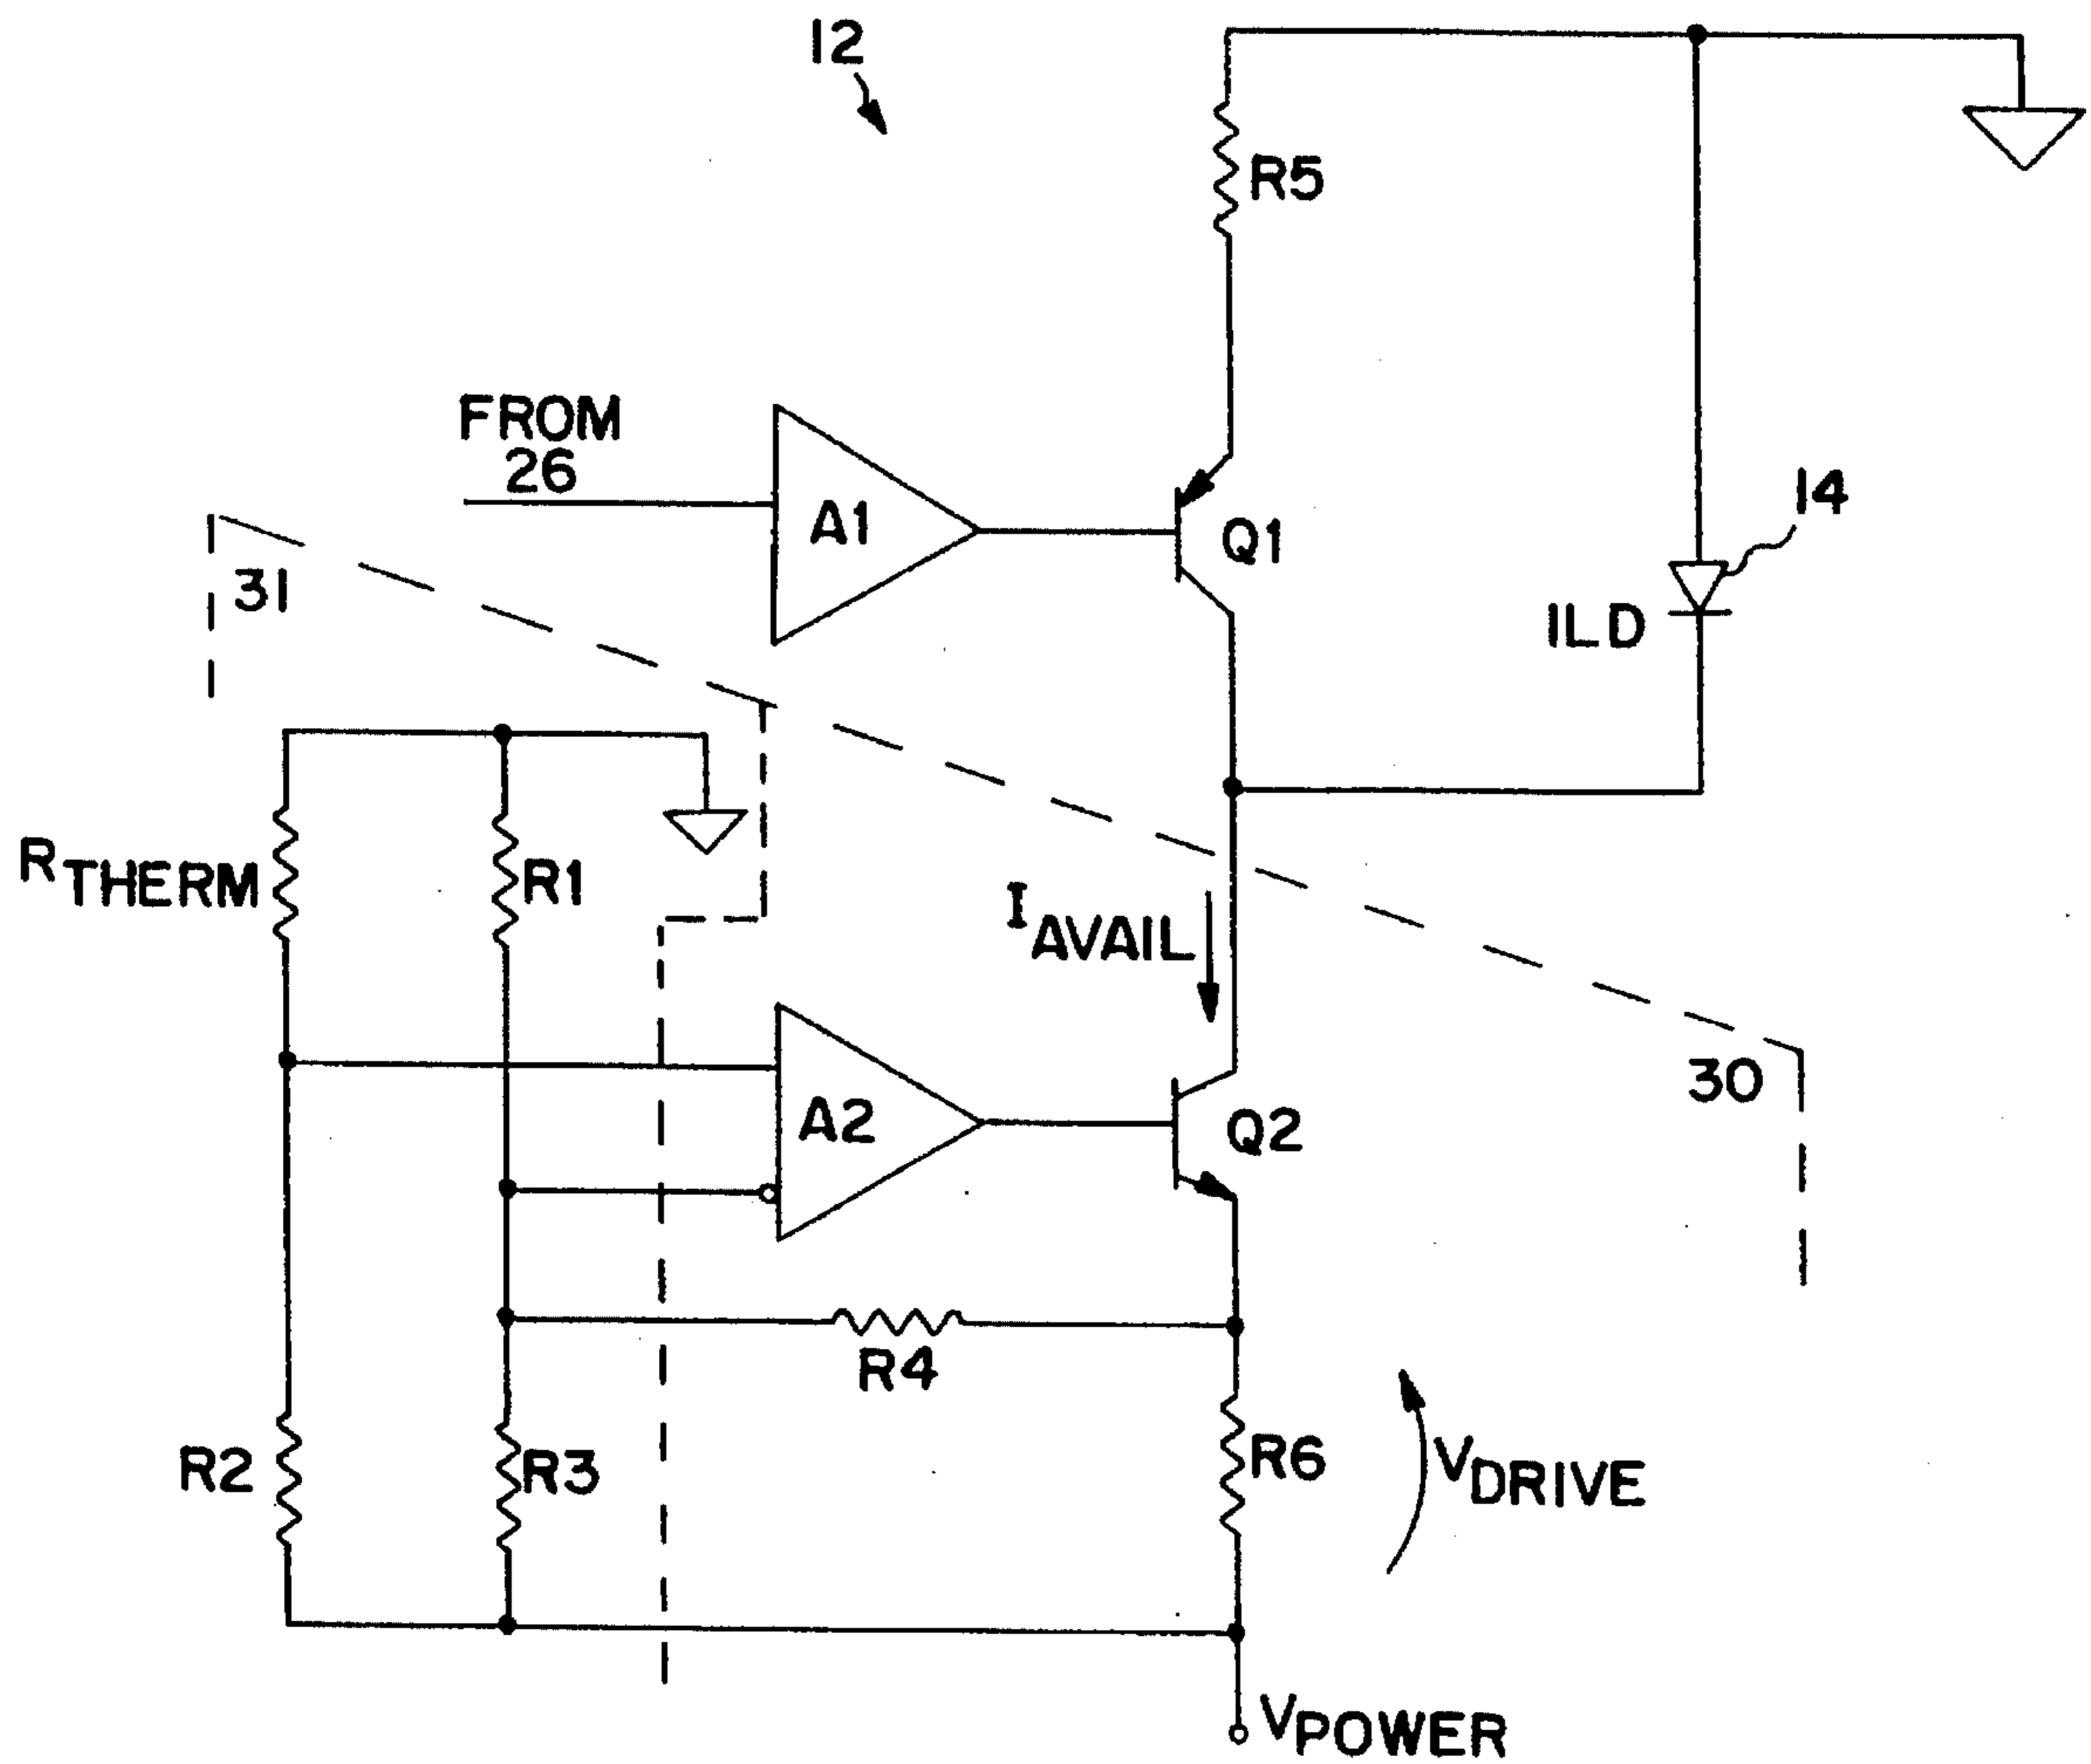 12
R5
FROM
26
A1
Q1
14
ILD
31
RTHERM
R1
IAVAIL
30
A2
Q2
R4
R2
R3
R6
VDRIVE
VPOWER